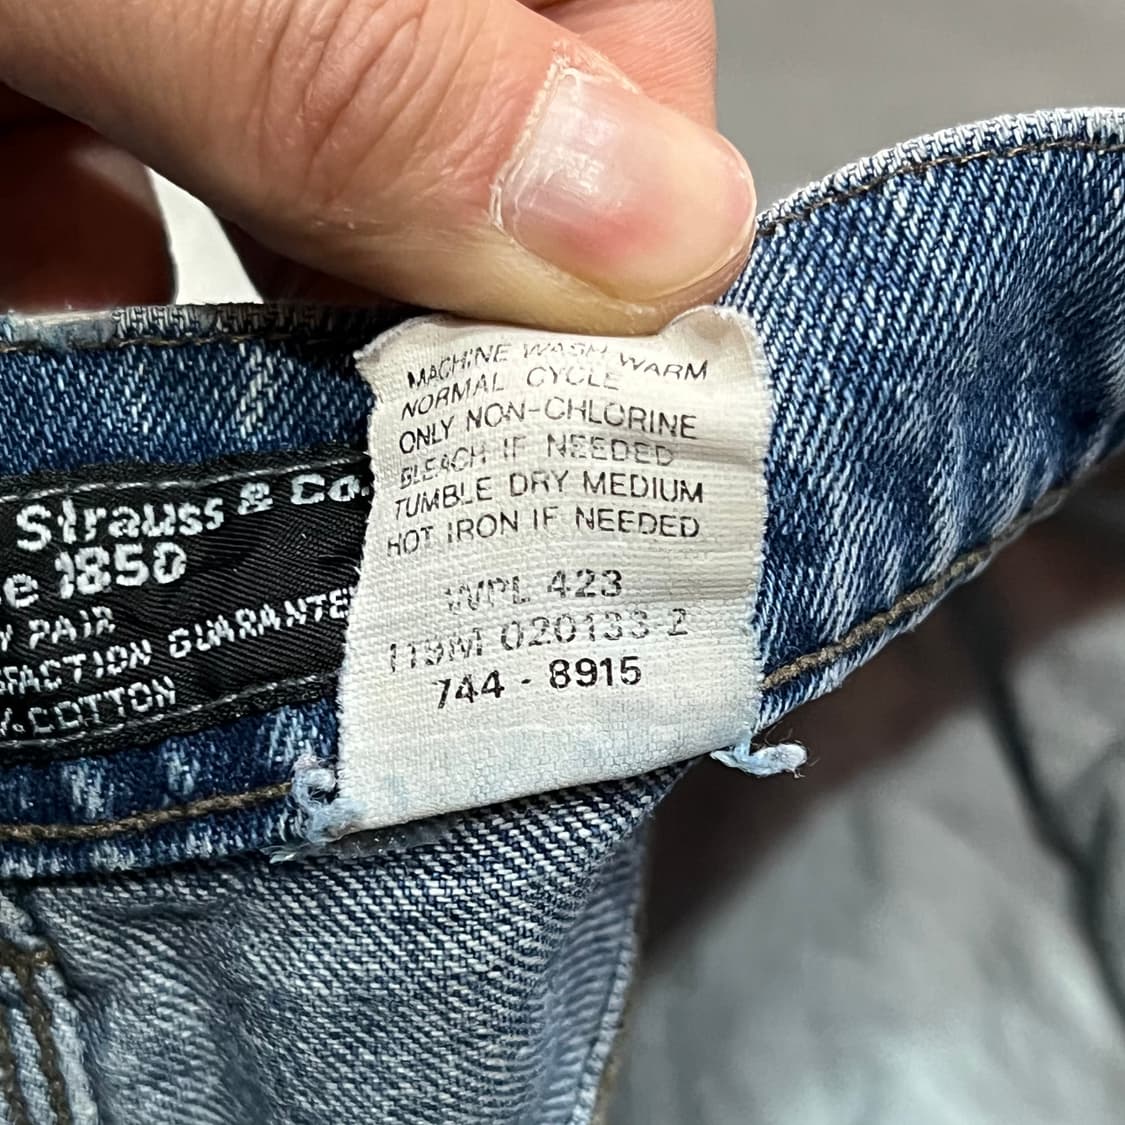 Strauss & Co.
e 1850
PAIR
FACTION GUARANTE
COTTON
MACHINE WASH WARM
NORMAL CYCLE
ONLY NON-CHLORINE
BLEACH IF NEEDED
TUMBLE DRY MEDIUM
HOT IRON IF NEEDED
WPL 423
020133-2
744 - 8915